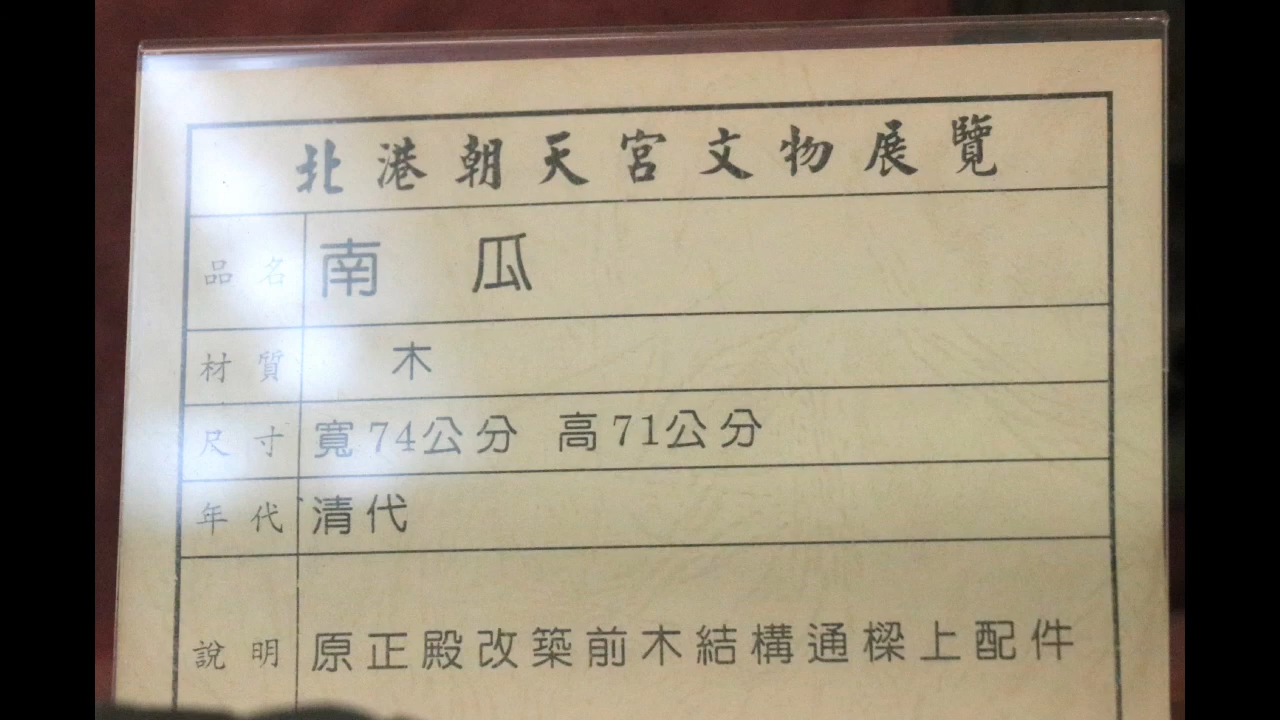 北港朝天宮文物展覽
品名 南瓜
材質 木
尺寸 寬74公分 高71公分
年代 清代
說明 原正殿改築前木結構通樑上配件